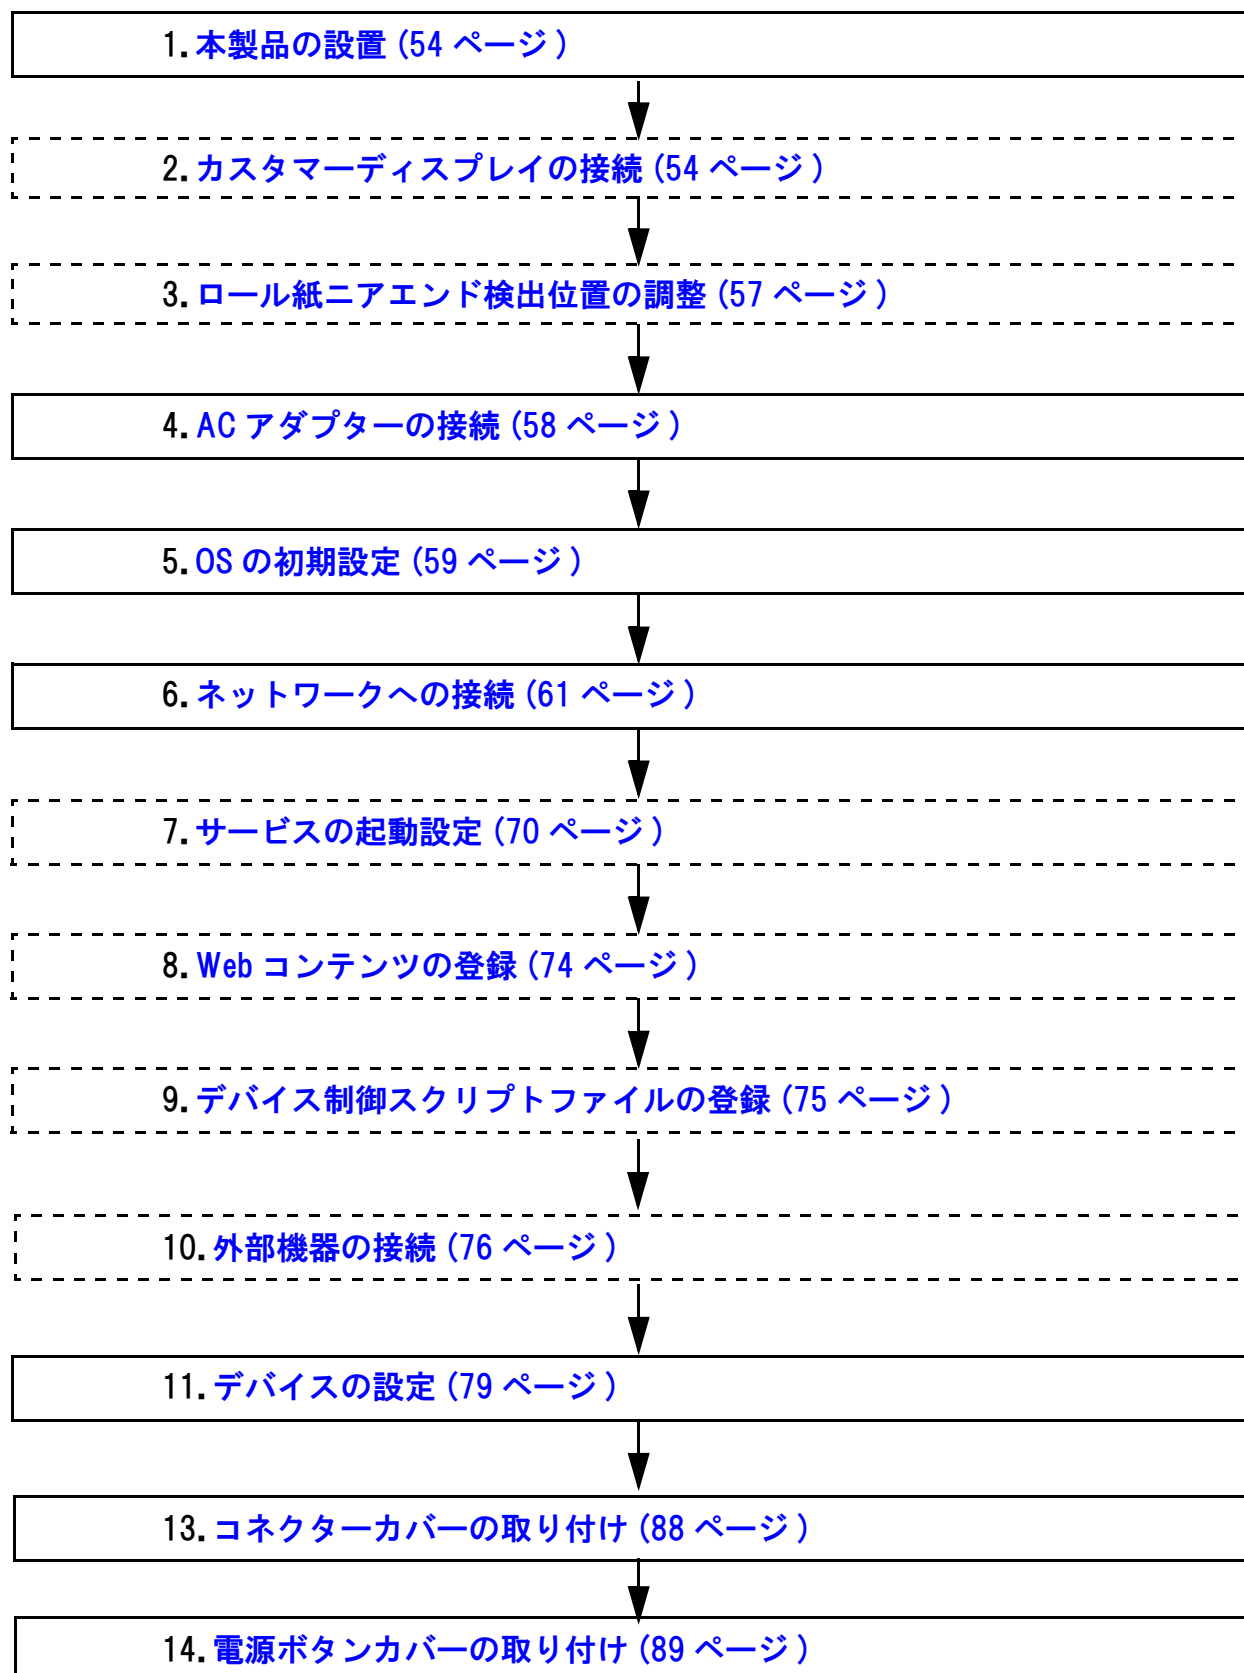 1. 本製品の設置 (54 ページ )
2. カスタマーディスプレイの接続 (54 ページ )
3. ロール紙ニアエンド検出位置の調整 (57 ページ )
4. AC アダプターの接続 (58 ページ )
5. OS の初期設定 (59 ページ )
6. ネットワークへの接続 (61 ページ )
7. サービスの起動設定 (70 ページ )
8. Web コンテンツの登録 (74 ページ )
9. デバイス制御スクリプトファイルの登録 (75 ページ )
10. 外部機器の接続 (76 ページ )
11. デバイスの設定 (79 ページ )
13. コネクターカバーの取り付け (88 ページ )
14. 電源ボタンカバーの取り付け (89 ページ )